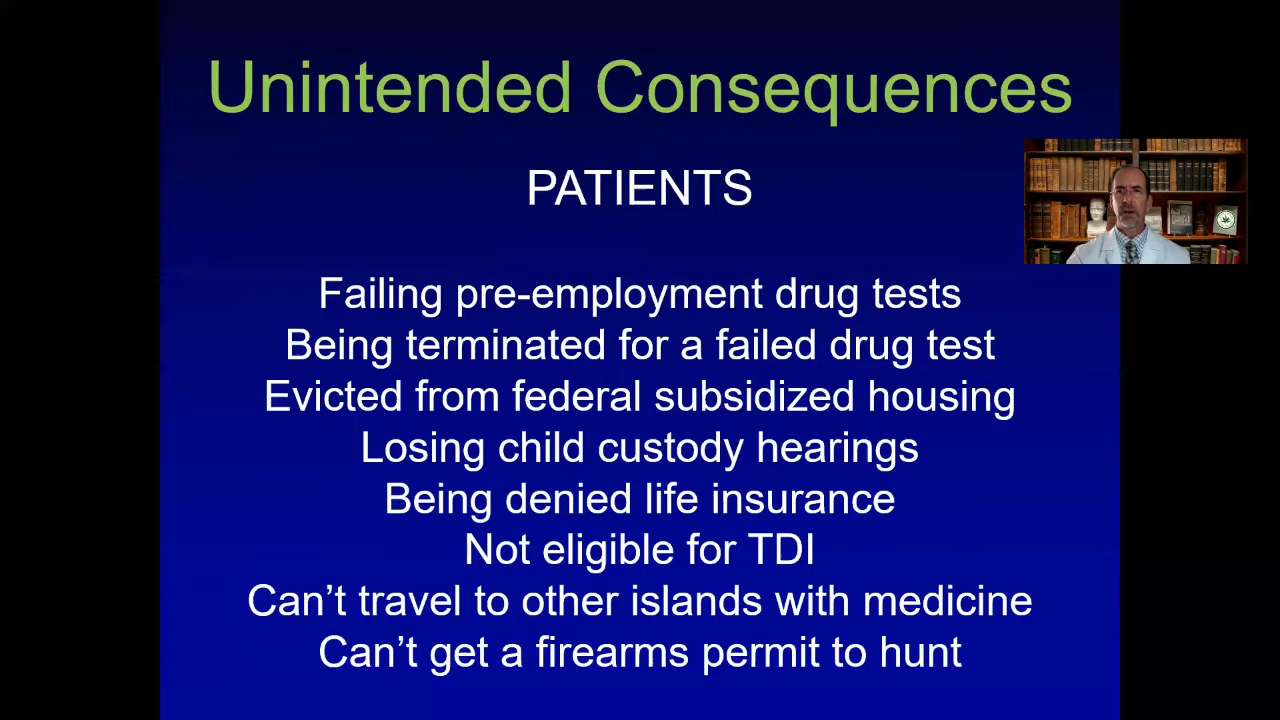 Unintended Consequences
PATIENTS
Failing pre-employment drug tests
Being terminated for a failed drug test
Evicted from federal subsidized housing
Losing child custody hearings
Being denied life insurance
Not eligible for TDI
Can’t travel to other islands with medicine
Can’t get a firearms permit to hunt